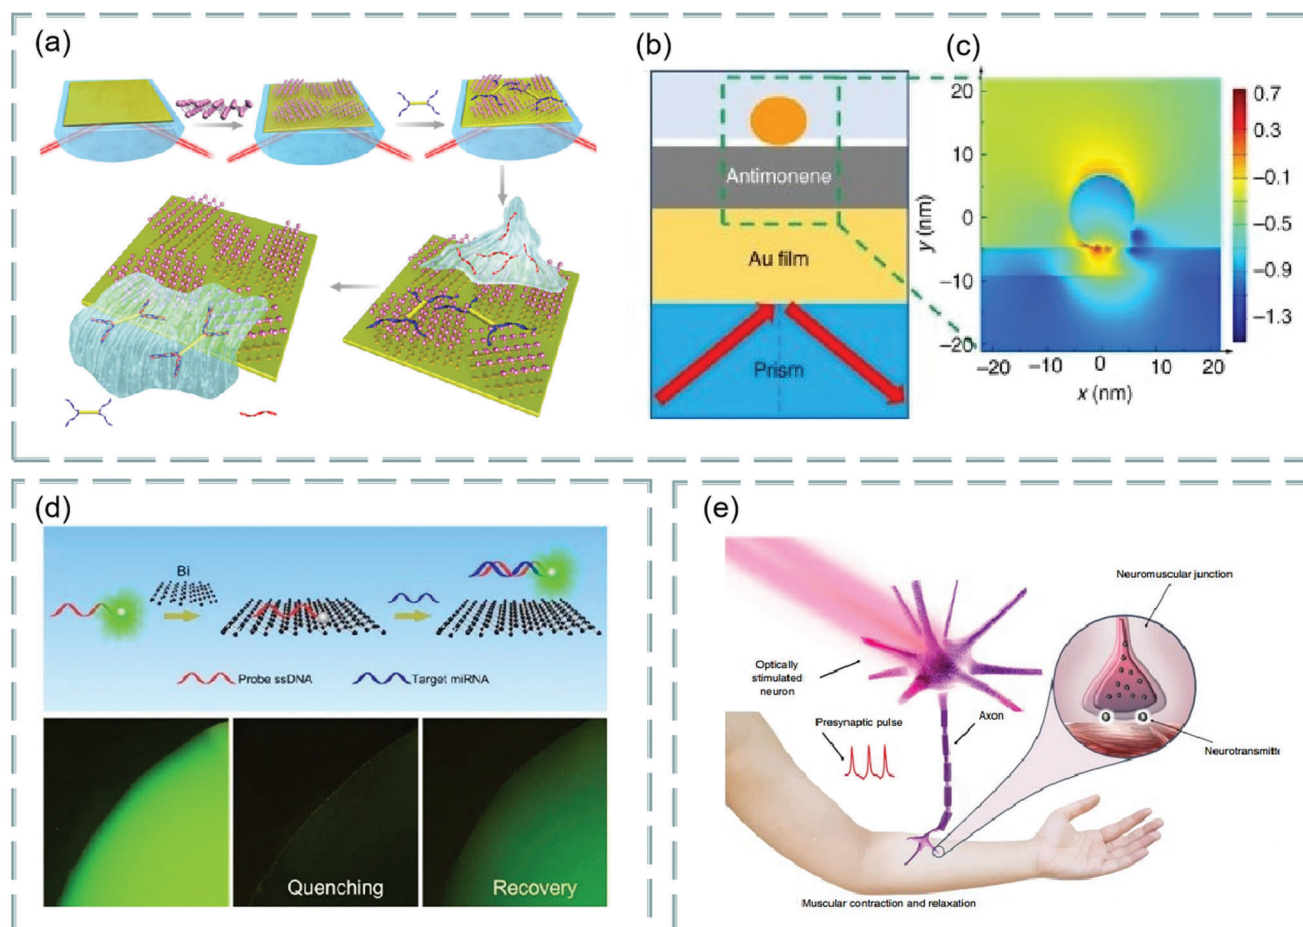 (a)
(b)
Antimonene
Au film
Prism
(c)
20
10
0
−10
−20
y (nm)
−20
−10
0
10
20
x (nm)
0.7
0.3
−0.1
−0.5
−0.9
−1.3
(d)
Bi
Probe ssDNA
Target miRNA
Quenching
Recovery
(e)
Neuromuscular junction
Optically
stimulated
neuron
Presynaptic pulse
Axon
Neurotransmitte
Muscular contraction and relaxation